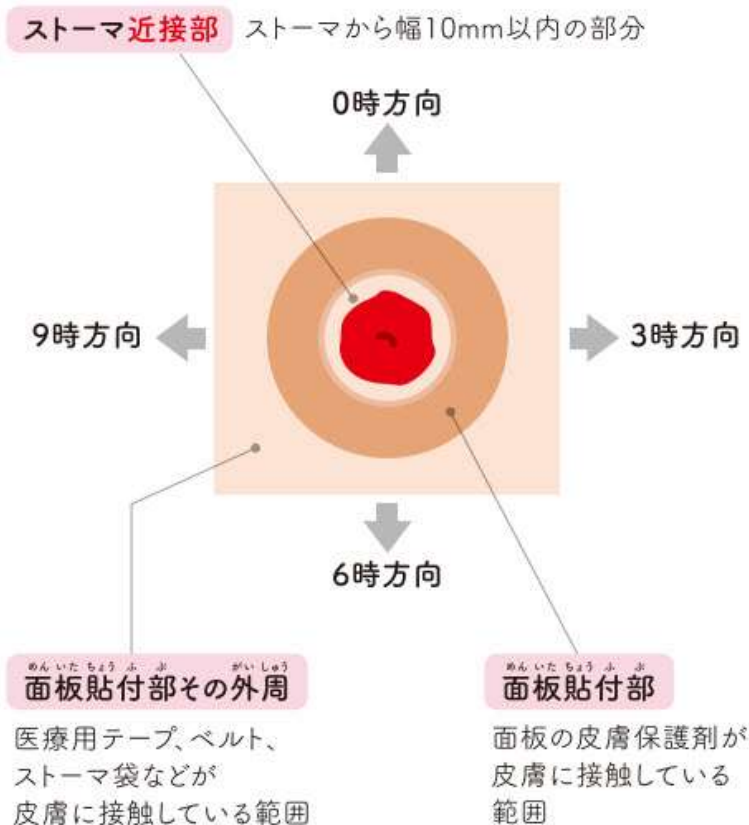 ストーマ近接部 ストーマから幅10mm以内の部分
0時方向
9時方向
3時方向
6時方向
めんいたちょうふぶ がいしゅう
面板貼付部その外周
医療用テープ、ベルト、
ストーマ袋などが
皮膚に接触している範囲
めんいたちょうふぶ
面板貼付部
面板の皮膚保護剤が
皮膚に接触している
範囲